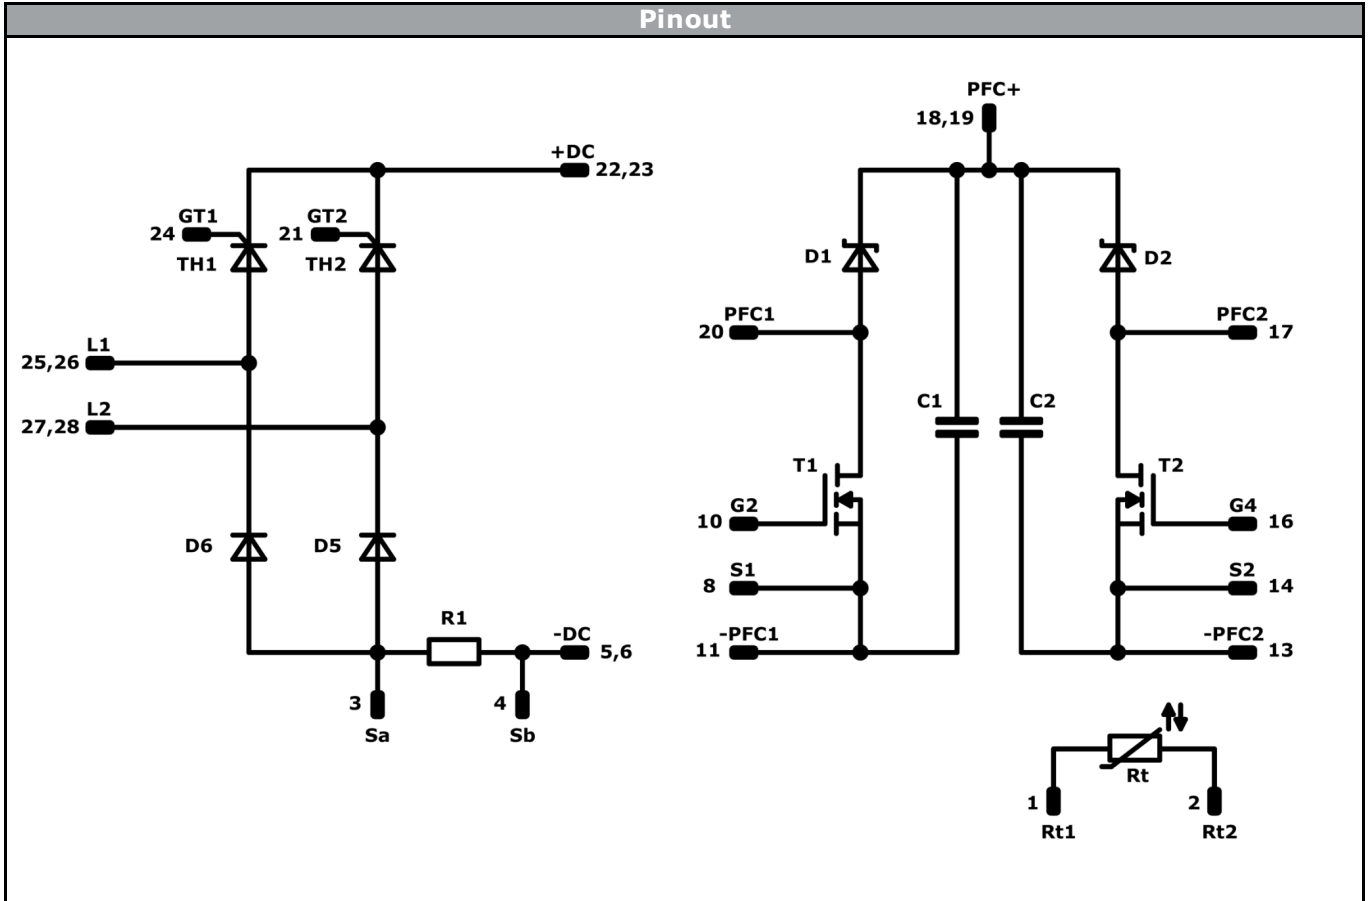 Pinout
PFC+
18,19
+DC
22,23
GT1
24
TH1
GT2
21
TH2
D1
D2
PFC1
20
PFC2
17
L1
25,26
L2
27,28
C1
C2
T1
T2
G2
10
G4
16
D6
D5
S1
8
S2
14
R1
-DC
5,6
-PFC1
11
-PFC2
13
3
Sa
4
Sb
Rt
1
Rt1
2
Rt2